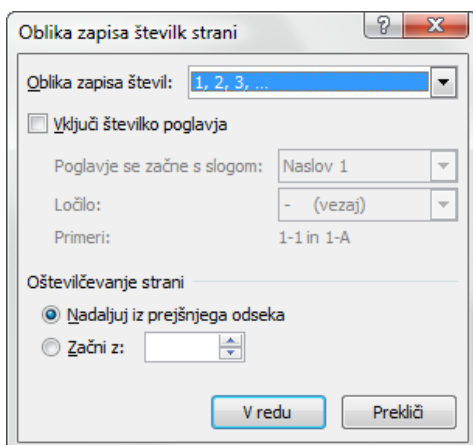 Oblika zapisa številk strani
Oblika zapisa števil: 1, 2, 3, ...
Vključi številko poglavja
Poglavje se začne s slogom: Naslov 1
Ločilo: - (vezaj)
Primeri: 1-1 in 1-A
Oštevilčevanje strani
Nadaljuj iz prejšnjega odseka
Začni z:
V redu Prekliči